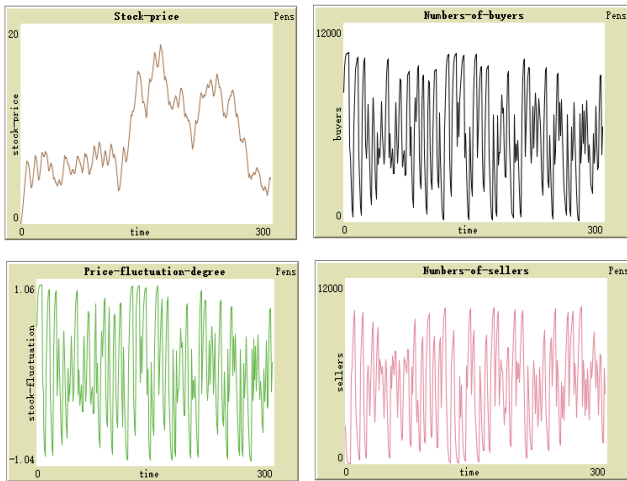 Stock-price
Pens
20
stock-price
0
0
time
300
Numbers-of-buyers
Pens
12000
buyers
0
0
time
300
Price-fluctuation-degree
Pens
1.06
stock-fluctuation
-1.04
0
time
300
Numbers-of-sellers
Pens
12000
sellers
0
0
time
300